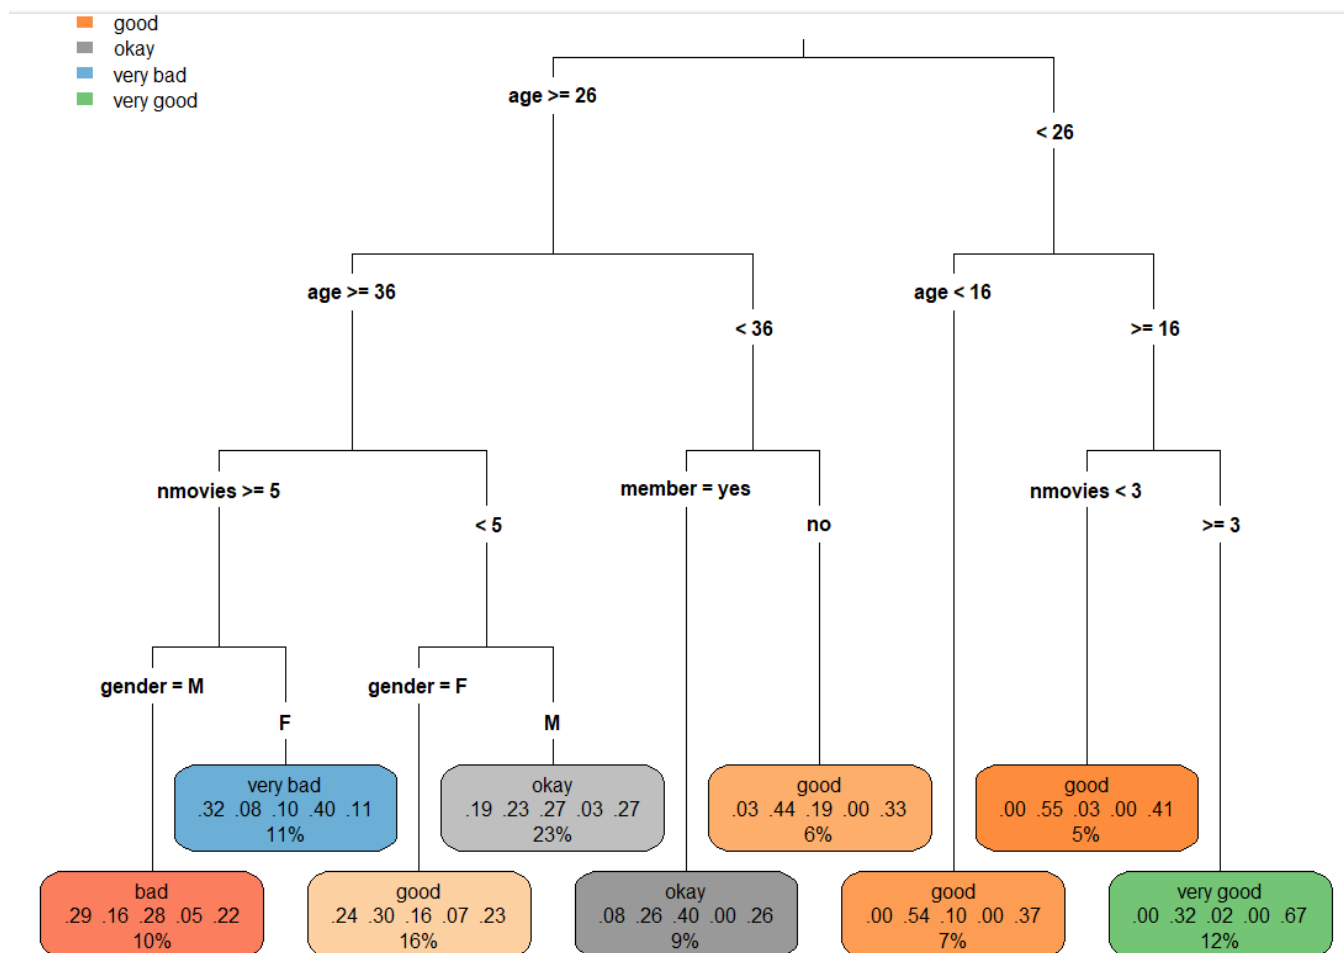 good
okay
very bad
very good
age >= 26
< 26
age >= 36
< 36
age < 16
>= 16
nmovies >= 5
< 5
member = yes
no
nmovies < 3
>= 3
gender = M
F
gender = F
M
very bad
.32 .08 .10 .40 .11
11%
okay
.19 .23 .27 .03 .27
23%
good
.03 .44 .19 .00 .33
6%
good
.00 .55 .03 .00 .41
5%
bad
.29 .16 .28 .05 .22
10%
good
.24 .30 .16 .07 .23
16%
okay
.08 .26 .40 .00 .26
9%
good
.00 .54 .10 .00 .37
7%
very good
.00 .32 .02 .00 .67
12%